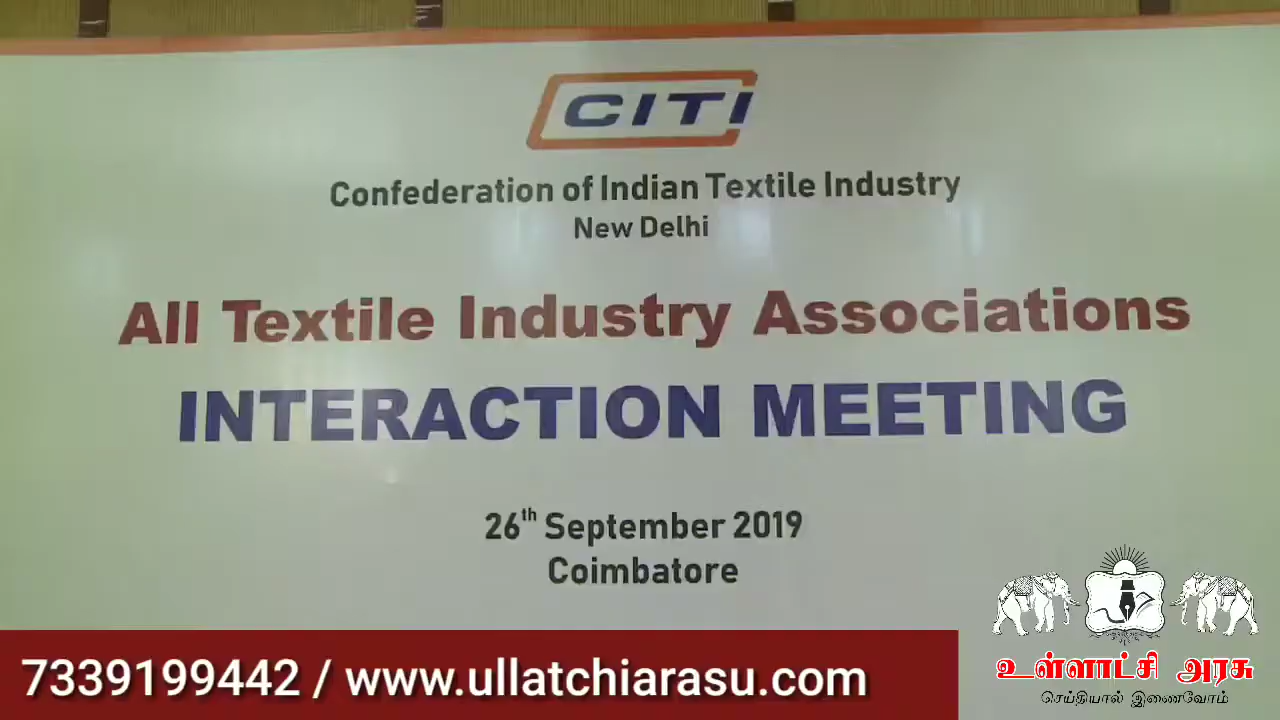 CITI
Confederation of Indian Textile Industry
New Delhi
All Textile Industry Associations
INTERACTION MEETING
26th September 2019
Coimbatore
7339199442 / www.ullatchiarasu.com
உள்ளாட்சி அரசு
செய்தியால் இணைவோம்